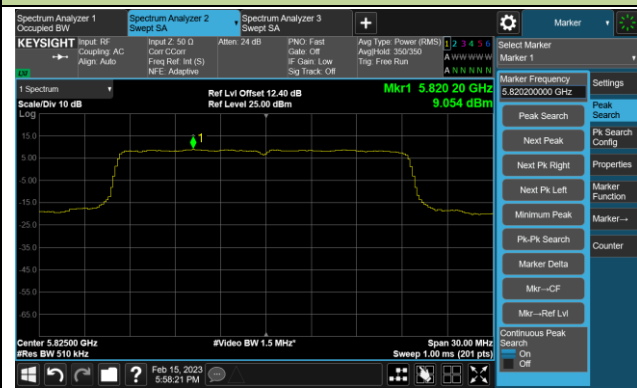 Spectrum Analyzer 1
Occupied BW
Spectrum Analyzer 2
Swept SA
Spectrum Analyzer 3
Swept SA
+
Marker
KEYSIGHT
Input: RF
Coupling: AC
Align: Auto
Input Z: 50 Ω
Corr CCorr
Freq Ref: Int (S)
NFE: Adaptive
Atten: 24 dB
PNO: Fast
Gate: Off
IF Gain: Low
Sig Track: Off
Avg Type: Power (RMS)
Avg|Hold: 350/350
Trig: Free Run
1 2 3 4 5 6
A W W W W W
A N N N N N
LV
Select Marker
Marker 1
1 Spectrum
Scale/Div 10 dB
Log
Ref Lvl Offset 12.40 dB
Ref Level 25.00 dBm
Mkr1 5.820 20 GHz
9.054 dBm
1
15.0
5.00
-5.00
-15.0
-25.0
-35.0
-45.0
-55.0
-65.0
Center 5.82500 GHz
#Res BW 510 kHz
#Video BW 1.5 MHz*
Span 30.00 MHz
Sweep 1.00 ms (201 pts)
Marker Frequency
5.820200000 GHz
Peak Search
Next Peak
Next Pk Right
Next Pk Left
Minimum Peak
Pk-Pk Search
Marker Delta
Mkr→CF
Mkr→Ref Lvl
Continuous Peak
Search
On
Off
Settings
Peak
Search
Pk Search
Config
Properties
Marker
Function
Marker→
Counter
?
Feb 15, 2023
5:58:21 PM